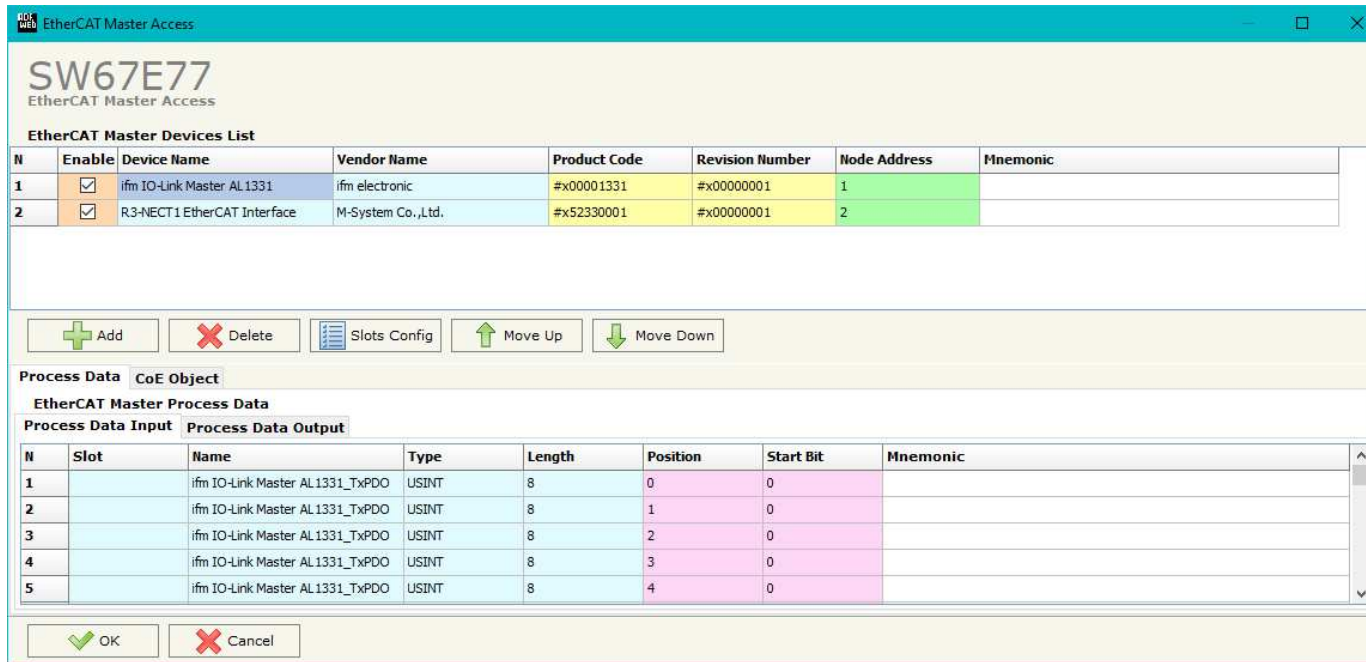 ADF WEB EtherCAT Master Access
SW67E77
EtherCAT Master Access
EtherCAT Master Devices List
N Enable Device Name Vendor Name Product Code Revision Number Node Address Mnemonic
1 ifm IO-Link Master AL1331 ifm electronic #x00001331 #x00000001 1
2 R3-NECT1 EtherCAT Interface M-System Co.,Ltd. #x52330001 #x00000001 2
Add Delete Slots Config Move Up Move Down
Process Data CoE Object
EtherCAT Master Process Data
Process Data Input Process Data Output
N Slot Name Type Length Position Start Bit Mnemonic
1 ifm IO-Link Master AL1331_TxPDO USINT 8 0 0
2 ifm IO-Link Master AL1331_TxPDO USINT 8 1 0
3 ifm IO-Link Master AL1331_TxPDO USINT 8 2 0
4 ifm IO-Link Master AL1331_TxPDO USINT 8 3 0
5 ifm IO-Link Master AL1331_TxPDO USINT 8 4 0
OK Cancel